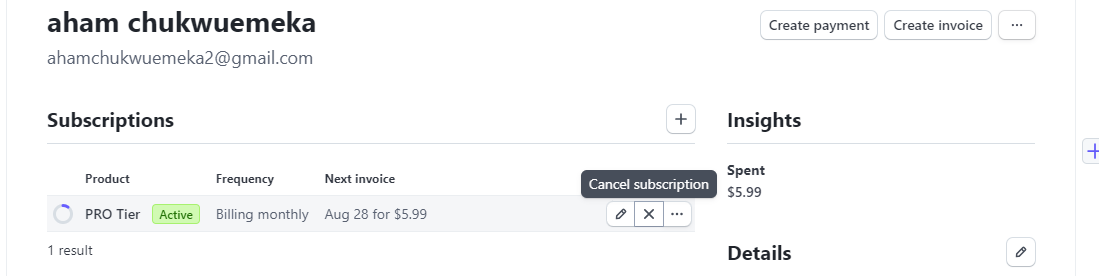 aham chukwuemeka
Create payment
Create invoice
...
ahamchukwuemeka2@gmail.com
Subscriptions
Insights
Product Frequency Next invoice
Cancel subscription
PRO Tier Active Billing monthly Aug 28 for $5.99
1 result
Spent
$5.99
Details